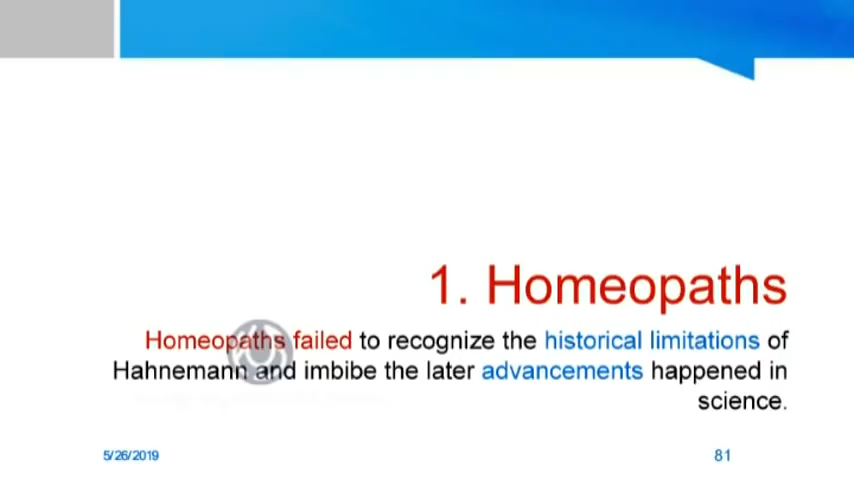 1. Homeopaths
Homeopaths failed to recognize the historical limitations of
Hahnemann and imbibe the later advancements happened in
science.
5/26/2019
81